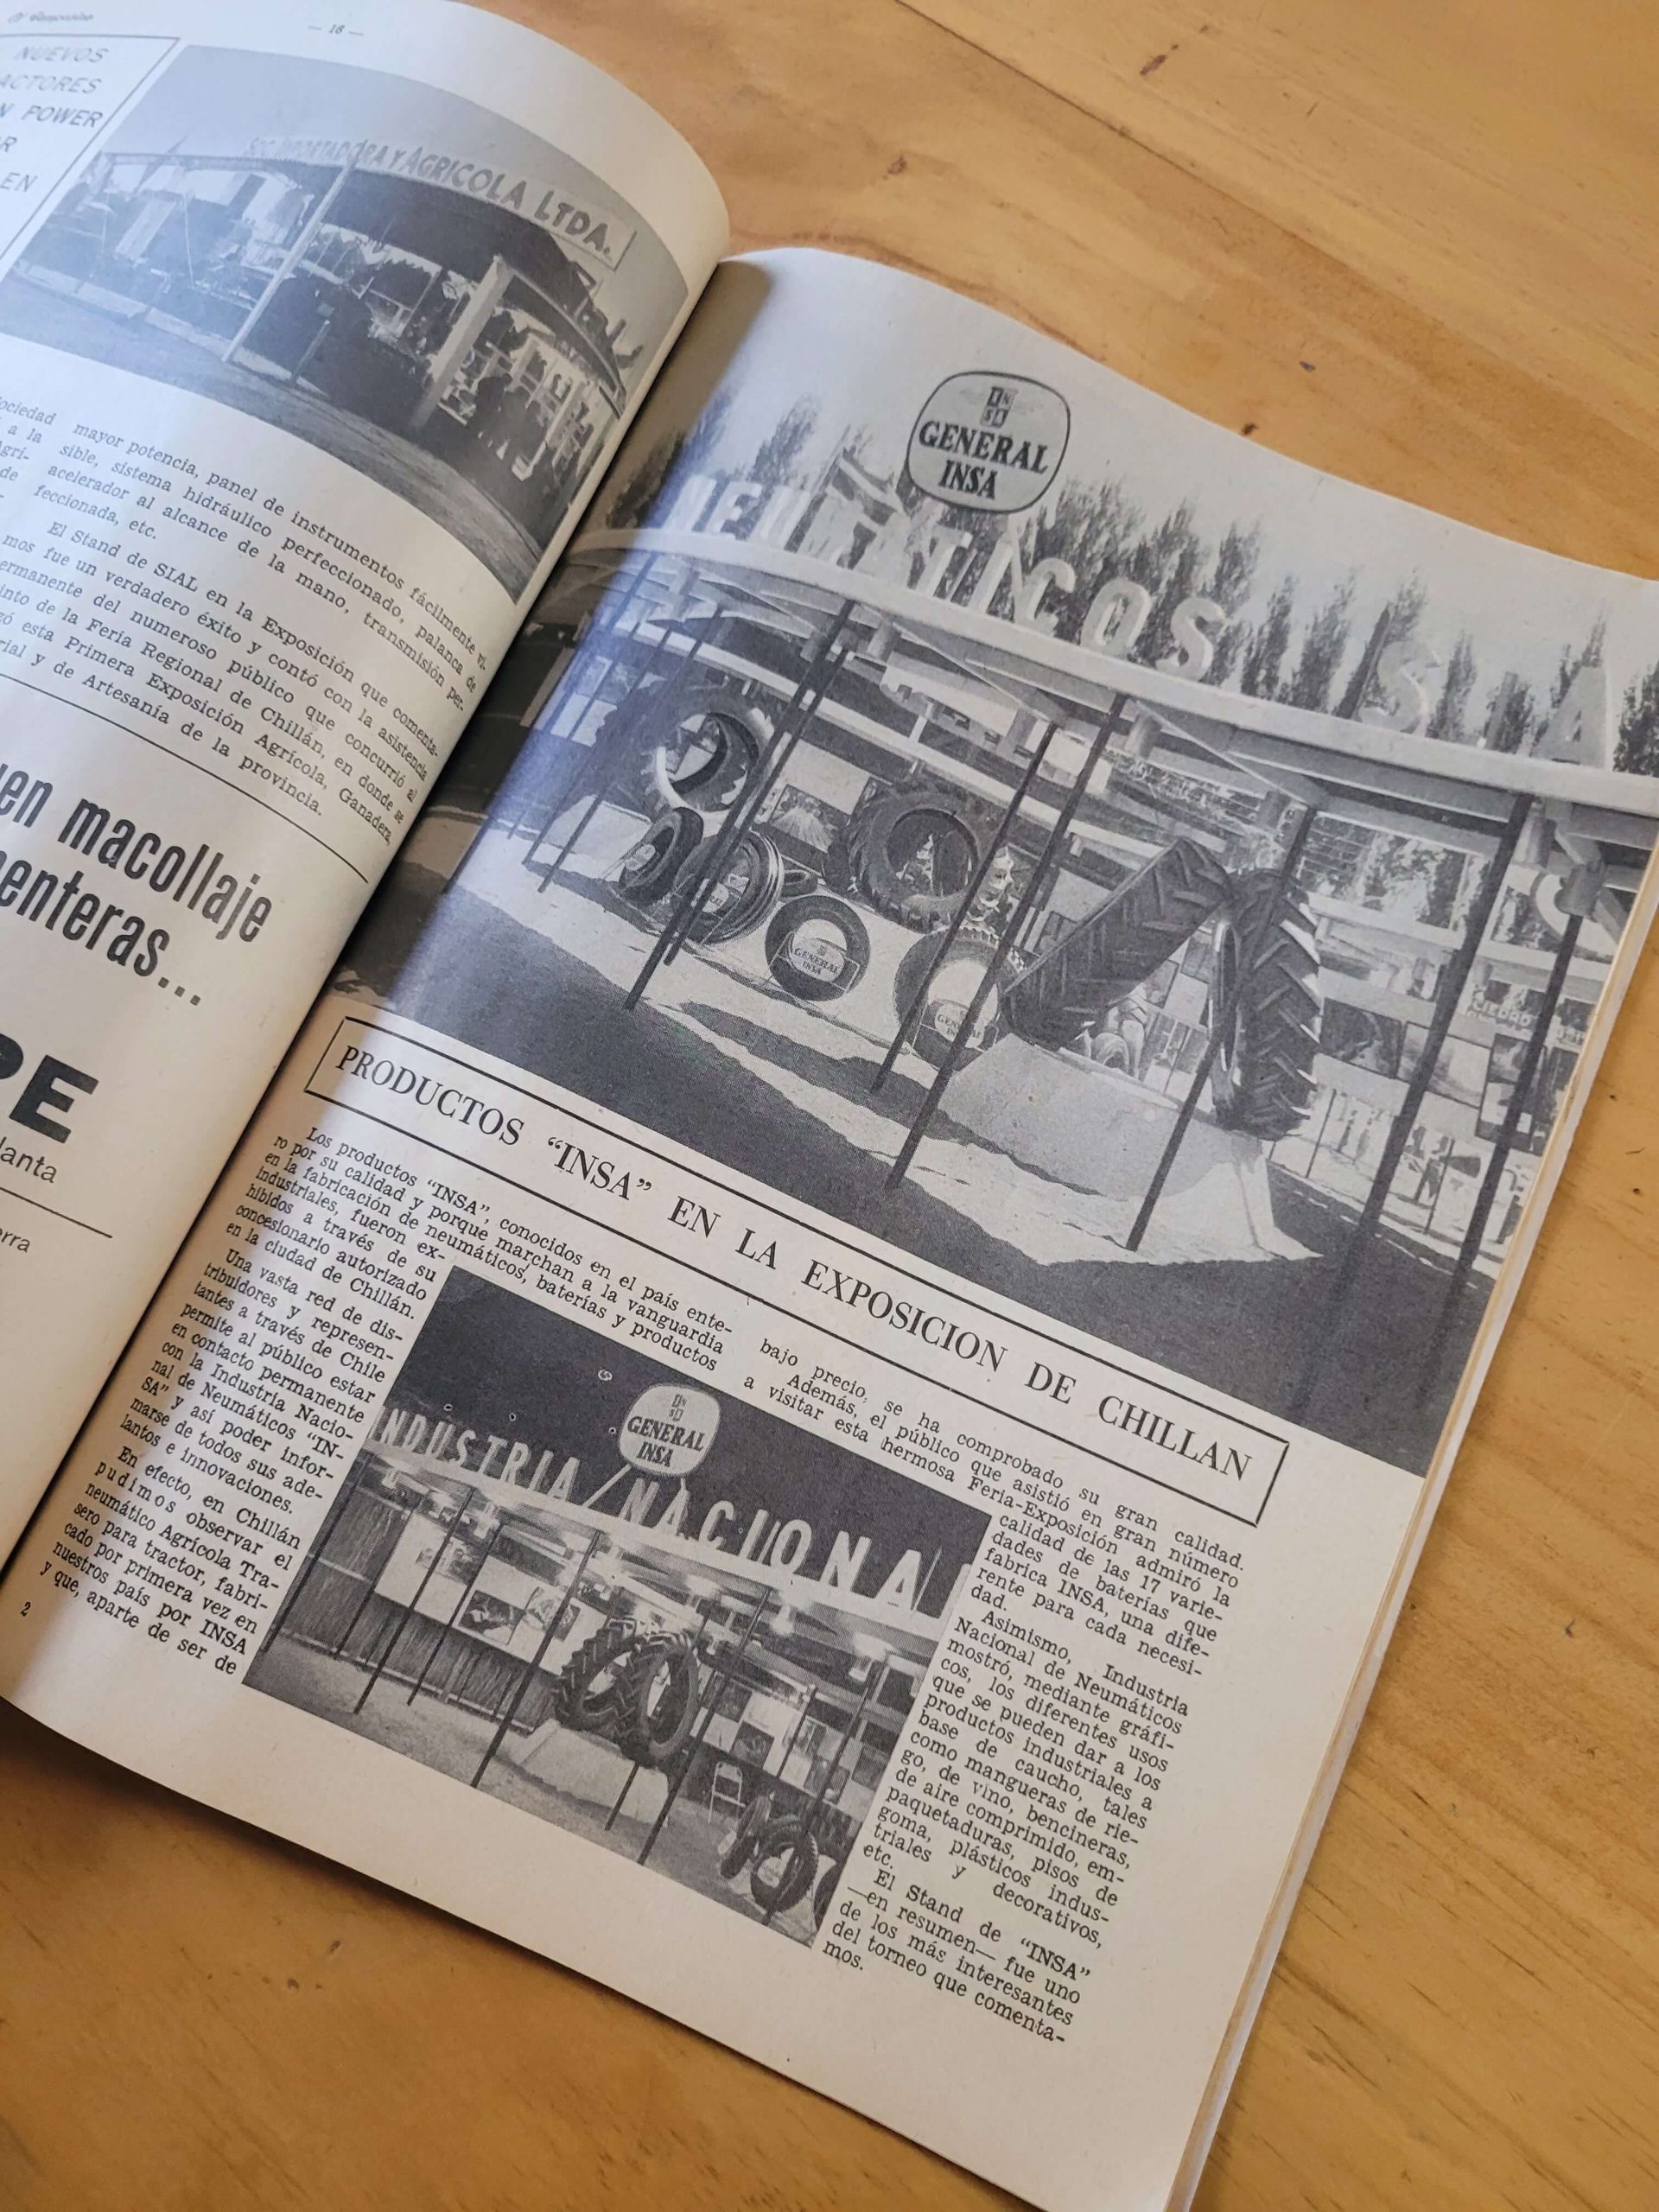 — 16 —
NUEVOS
ACTORES
N POWER
R
EN
SOC. IMPORTADORA Y AGRICOLA LTDA.
ociedad
a la
gri-
de
mayor potencia, panel de instrumentos fácilmente vi-
sible, sistema hidráulico perfeccionado, palanca de
acelerador al alcance de la mano, transmisión per-
feccionada, etc.
El Stand de SIAL en la Exposición que comenta-
mos fue un verdadero éxito y contó con la asistencia
ermanente del numeroso público que concurrió al
into de la Feria Regional de Chillán, en donde se
zó esta Primera Exposición Agrícola, Ganadera,
rial y de Artesanía de la provincia.
uen macollaje
enteras...
PE
lanta
erra
2
GENERAL
INSA
NEUMATICOS S.A
GENERAL
INSA
GENERAL
PRODUCTOS “INSA” EN LA EXPOSICION DE CHILLAN
Los productos “INSA”, conocidos en el país ente-
ro por su calidad y porque marchan a la vanguardia
en la fabricación de neumáticos, baterías y productos
industriales, fueron ex-
hibidos a través de su
concesionario autorizado
en la ciudad de Chillán.
Una vasta red de dis-
tribuidores y represen-
tantes a través de Chile
permite al público estar
en contacto permanente
con la Industria Nacio-
nal de Neumáticos “IN-
SA” y así poder infor-
marse de todos sus ade-
lantos e innovaciones.
En efecto, en Chillán
pudimos observar el
neumático Agrícola Tra-
sero para tractor, fabri-
cado por primera vez en
nuestros país por INSA
y que, aparte de ser de
GENERAL
INSA
INDUSTRIA NACIONAL
bajo precio, se ha comprobado su gran calidad.
Además, el público que asistió en gran número
a visitar esta hermosa Feria-Exposición admiró la
calidad de las 17 varie-
dades de baterías que
fabrica INSA, una dife-
rente para cada necesi-
dad.
Asimismo, Industria
Nacional de Neumáticos
mostró, mediante gráfi-
cos, los diferentes usos
que se pueden dar a los
productos industriales a
base de caucho, tales
como mangueras de rie-
go, de vino, bencineras,
de aire comprimido, em-
paquetaduras, pisos de
goma, plásticos indus-
triales y decorativos,
etc.
El Stand de “INSA”
—en resumen— fue uno
de los más interesantes
del torneo que comenta-
mos.